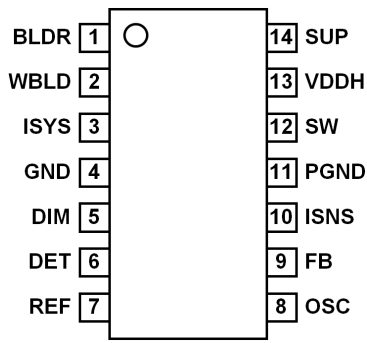 BLDR 1 14 SUP
WBLD 2 13 VDDH
ISYS 3 12 SW
GND 4 11 PGND
DIM 5 10 ISNS
DET 6 9 FB
REF 7 8 OSC